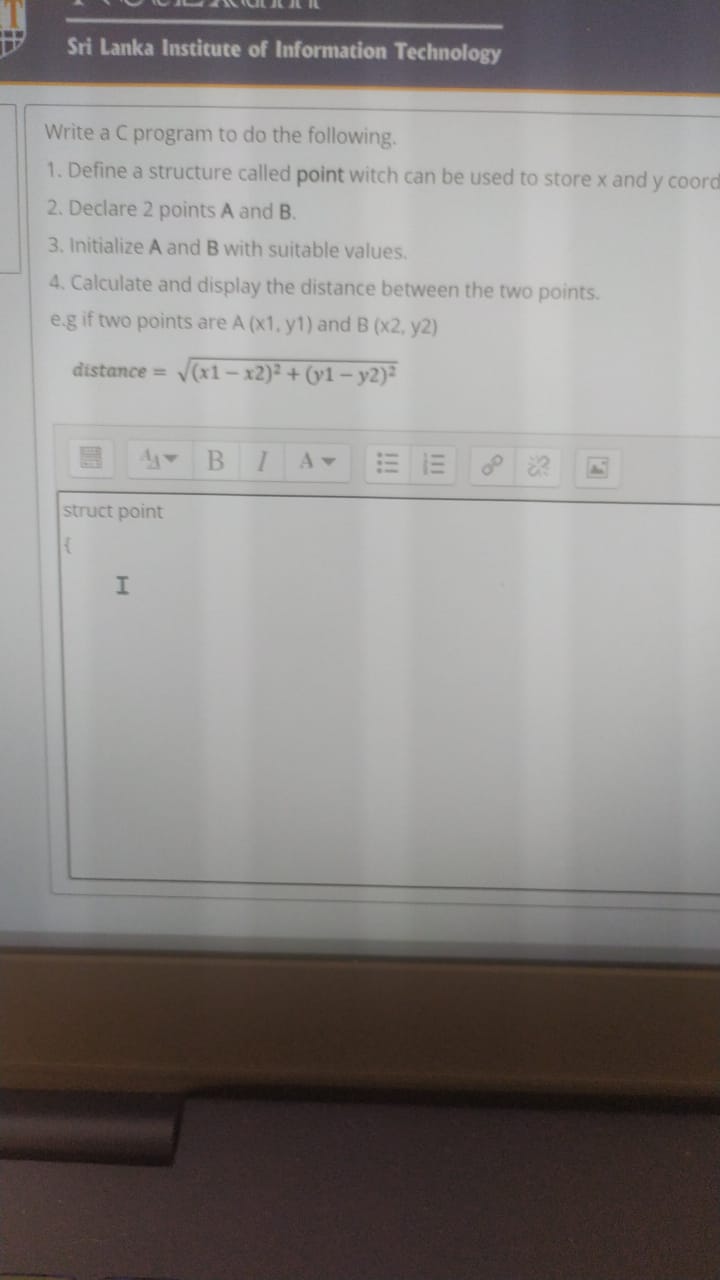 T
Sri Lanka Institute of Information Technology
Write a C program to do the following.
1. Define a structure called point witch can be used to store x and y coord
2. Declare 2 points A and B.
3. Initialize A and B with suitable values.
4. Calculate and display the distance between the two points.
e.g if two points are A (x1, y1) and B (x2, y2)
distance = √(x1 – x2)² + (y1 – y2)²
B I A
struct point
{